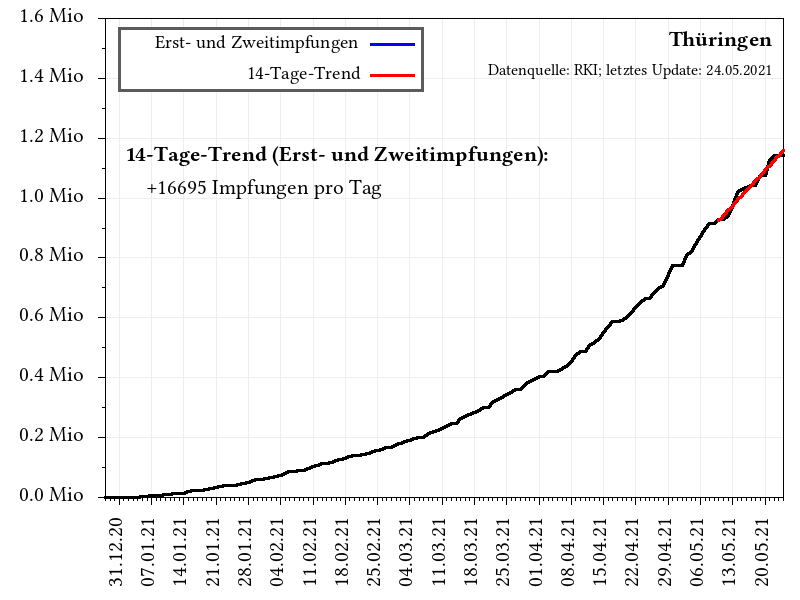 1.6 Mio
1.4 Mio
1.2 Mio
1.0 Mio
0.8 Mio
0.6 Mio
0.4 Mio
0.2 Mio
0.0 Mio
Erst- und Zweitimpfungen
14-Tage-Trend
Thüringen
Datenquelle: RKI; letztes Update: 24.05.2021
14-Tage-Trend (Erst- und Zweitimpfungen):
+16695 Impfungen pro Tag
31.12.20
07.01.21
14.01.21
21.01.21
28.01.21
04.02.21
11.02.21
18.02.21
25.02.21
04.03.21
11.03.21
18.03.21
25.03.21
01.04.21
08.04.21
15.04.21
22.04.21
29.04.21
06.05.21
13.05.21
20.05.21